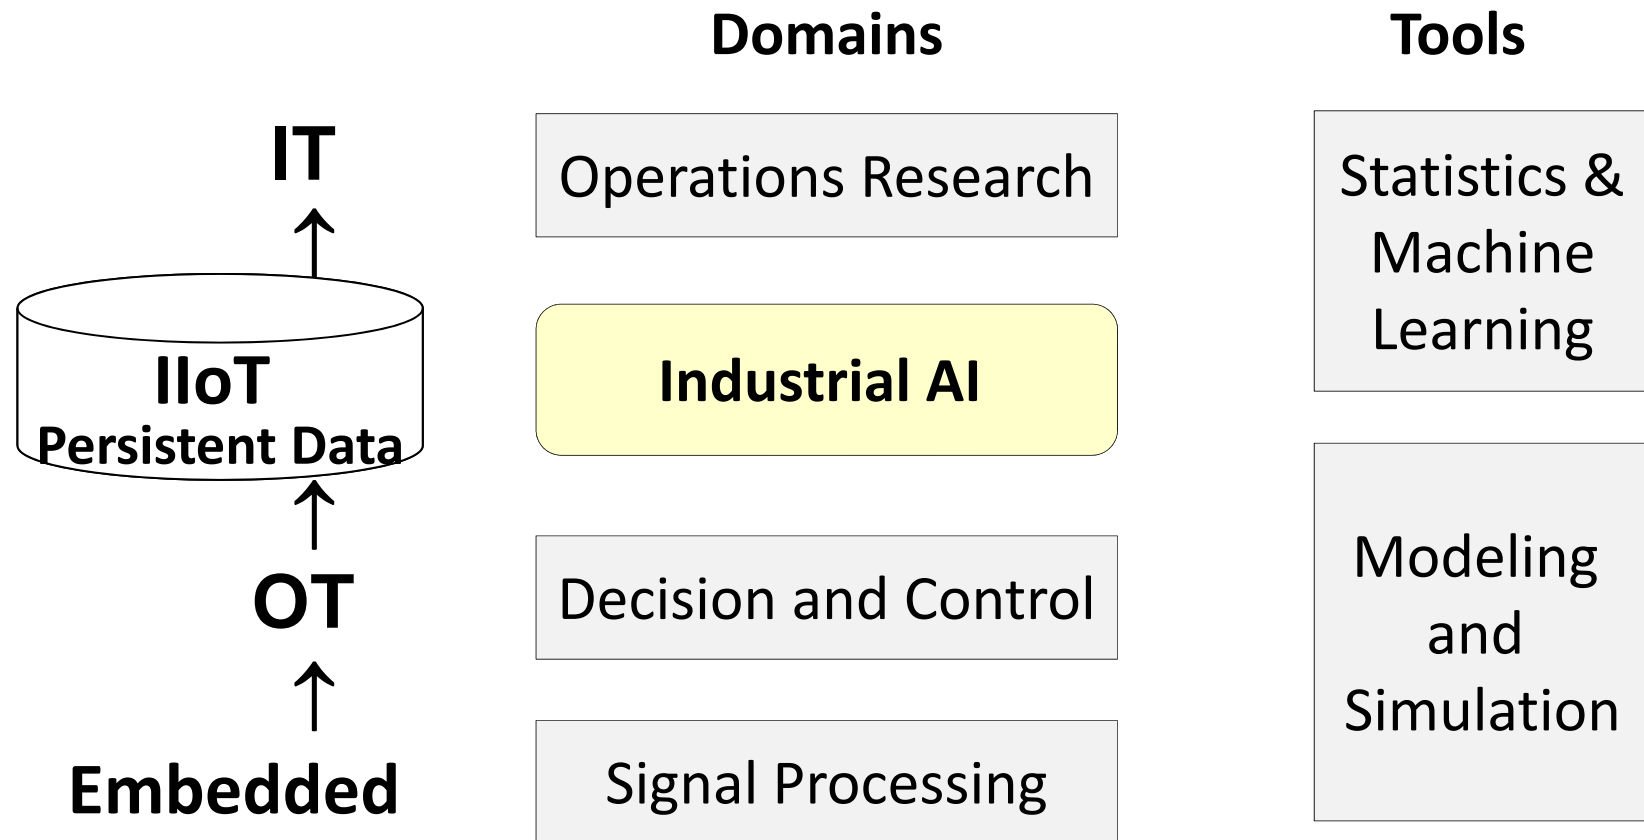 Domains
Tools
IT
Operations Research
Statistics &
Machine
Learning
IIoT
Persistent Data
Industrial AI
OT
Decision and Control
Modeling
and
Simulation
Embedded
Signal Processing